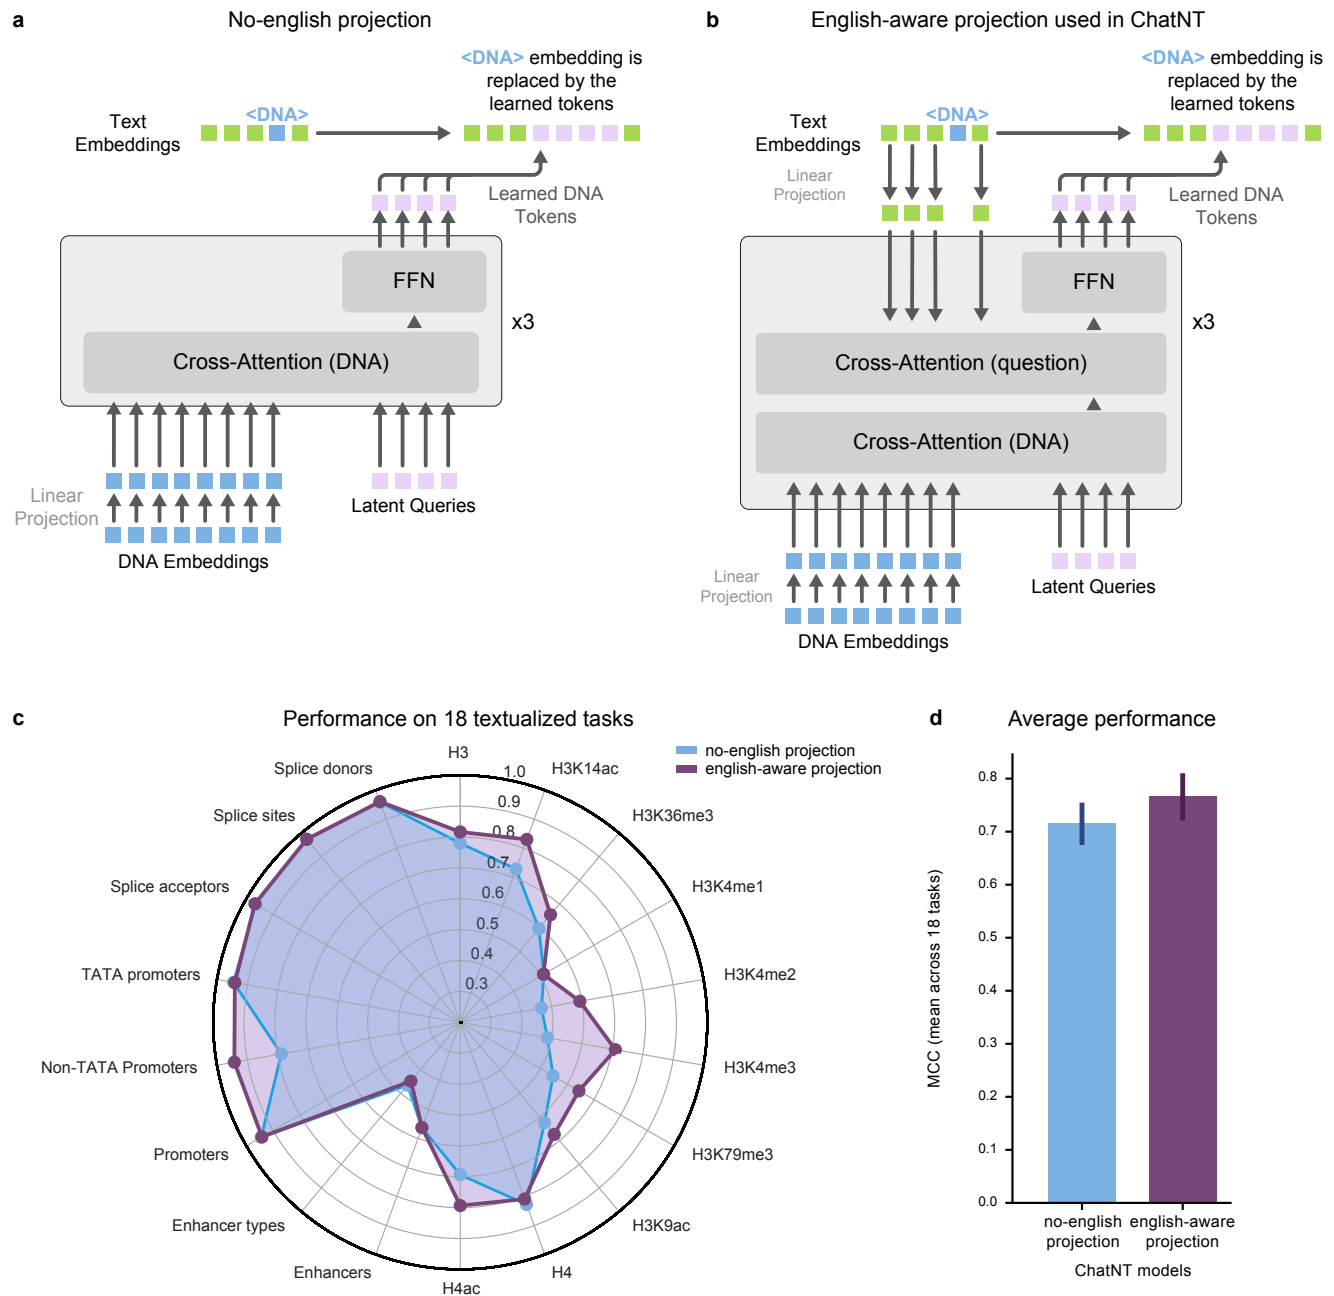 a
No-english projection
<DNA> embedding is
replaced by the
learned tokens
<DNA>
Text
Embeddings
Learned DNA
Tokens
FFN
x3
Cross-Attention (DNA)
Linear
Projection
Latent Queries
DNA Embeddings
b
English-aware projection used in ChatNT
<DNA> embedding is
replaced by the
learned tokens
<DNA>
Text
Embeddings
Linear
Projection
Learned DNA
Tokens
FFN
x3
Cross-Attention (question)
Cross-Attention (DNA)
Linear
Projection
Latent Queries
DNA Embeddings
c
Performance on 18 textualized tasks
no-english projection
english-aware projection
H3
H3K14ac
H3K36me3
H3K4me1
H3K4me2
H3K4me3
H3K79me3
H3K9ac
H4
H4ac
Enhancers
Enhancer types
Promoters
Non-TATA Promoters
TATA promoters
Splice acceptors
Splice sites
Splice donors
1.0
0.9
0.8
0.7
0.6
0.5
0.4
0.3
d
Average performance
MCC (mean across 18 tasks)
0.8
0.7
0.6
0.5
0.4
0.3
0.2
0.1
0.0
no-english
projection
english-aware
projection
ChatNT models